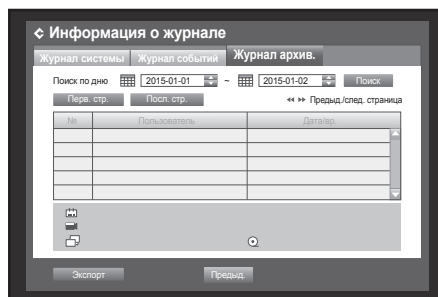 Информация о журнале
Журнал системы Журнал событий Журнал архив.
Поиск по дню 2015-01-01 ~ 2015-01-02 Поиск
Перв. стр. Посл. стр. Предыд./след. страница
№ Пользователь Дата/вр.
Экспорт Предыд.